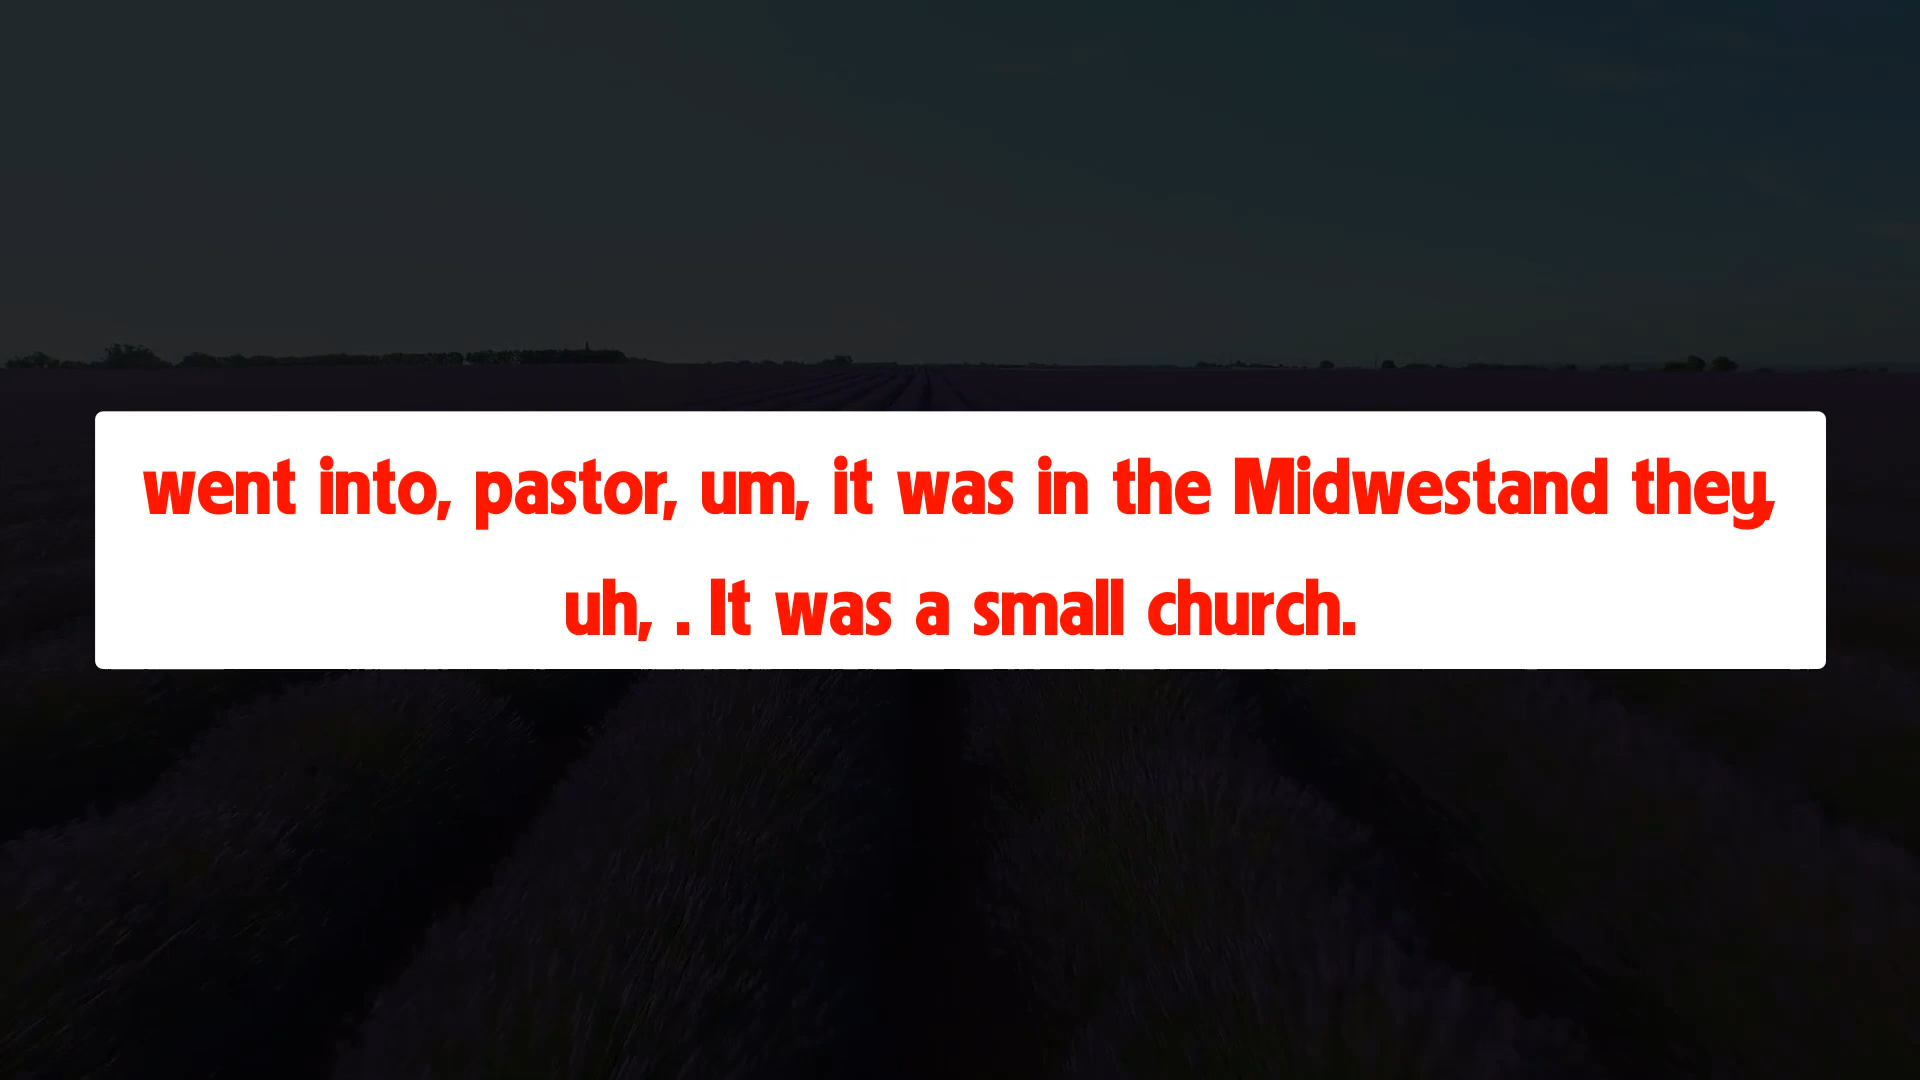 went into, pastor, um, it was in the Midwestand they,
uh, . It was a small church.